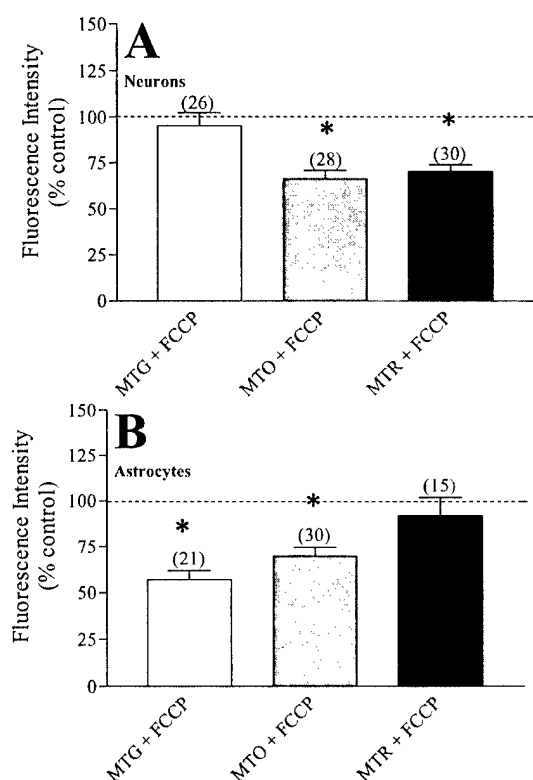 A
Neurons
Fluorescence Intensity
(% control)
150
125
100
75
50
25
0
(26)
*
(28)
*
(30)
MTG + FCCP
MTO + FCCP
MTR + FCCP
B
Astrocytes
Fluorescence Intensity
(% control)
150
125
100
75
50
25
0
*
(21)
*
(30)
(15)
MTG + FCCP
MTO + FCCP
MTR + FCCP